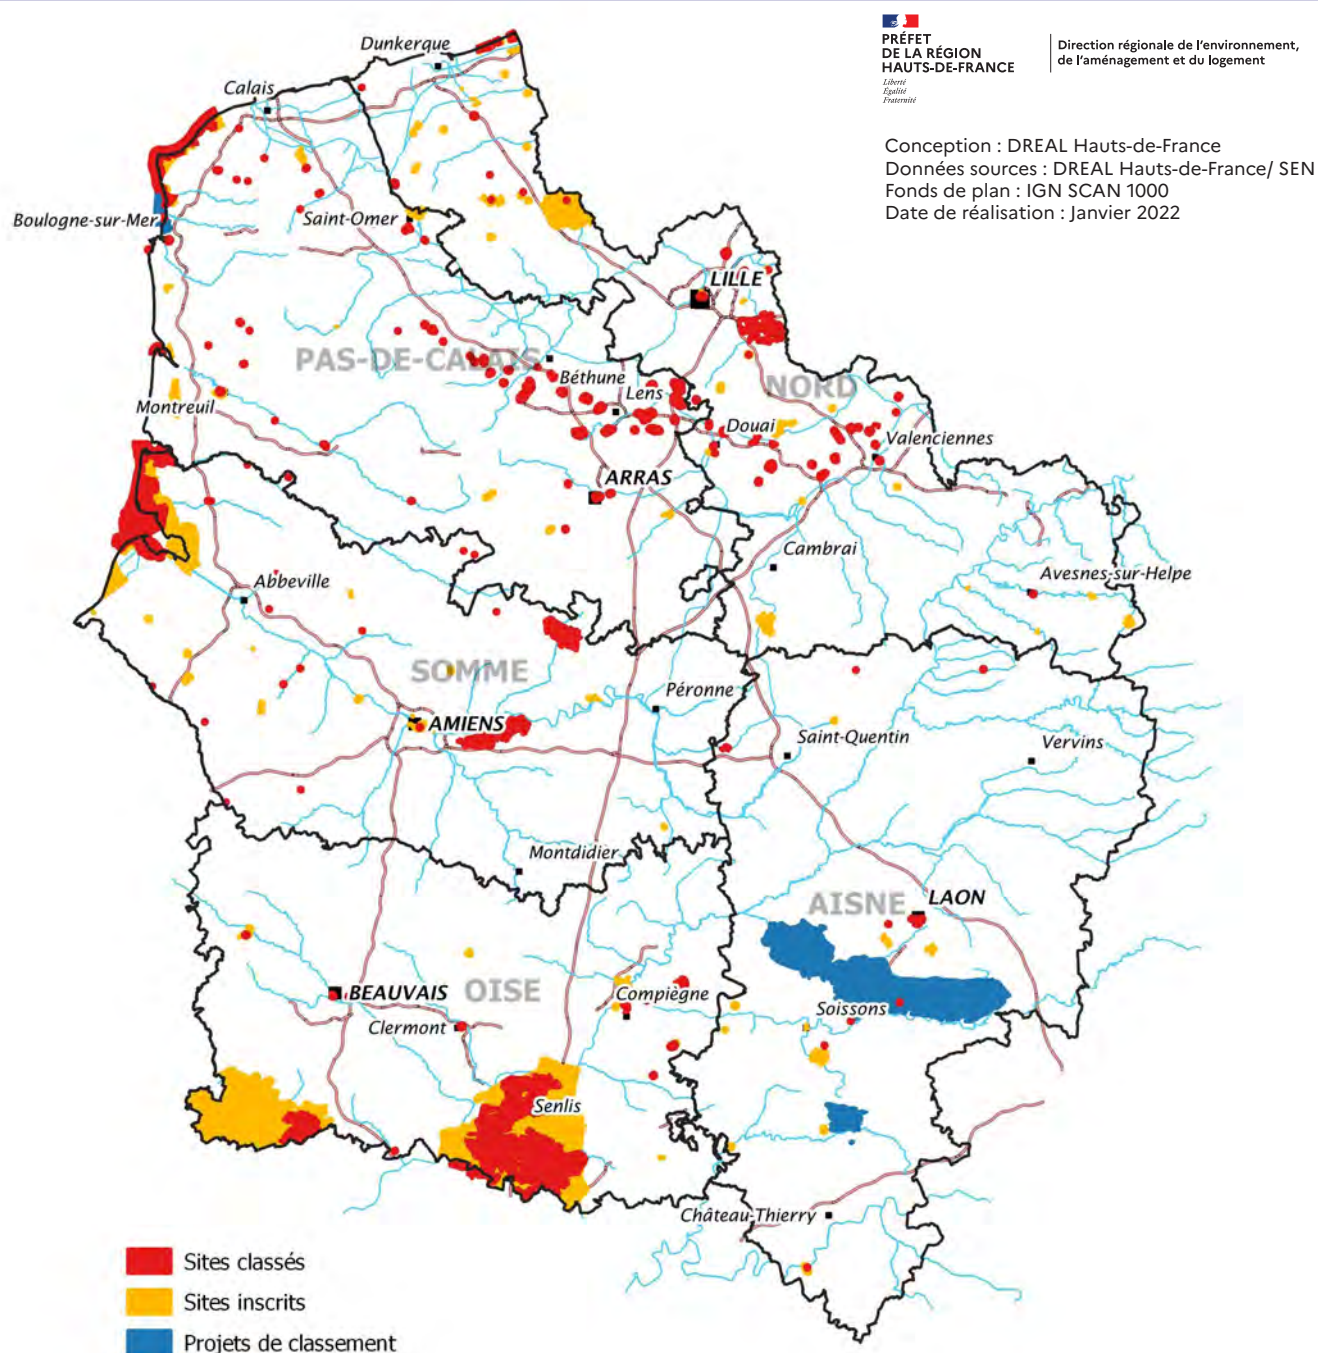 PRÉFET
DE LA RÉGION
HAUTS-DE-FRANCE
Liberté
Égalité
Fraternité
Direction régionale de l'environnement,
de l'aménagement et du logement
Conception : DREAL Hauts-de-France
Données sources : DREAL Hauts-de-France/ SEN
Fonds de plan : IGN SCAN 1000
Date de réalisation : Janvier 2022
Dunkerque
Calais
Boulogne-sur-Mer
Saint-Omer
LILLE
PAS-DE-CALAIS
Béthune
NORD
Lens
Montreuil
Douai
Valenciennes
ARRAS
Cambrai
Avesnes-sur-Helpe
Abbeville
SOMME
Péronne
AMIENS
Saint-Quentin
Vervins
Montdidier
AISNE
LAON
BEAUVAIS
OISE
Compiègne
Soissons
Clermont
Senlis
Château-Thierry
Sites classés
Sites inscrits
Projets de classement